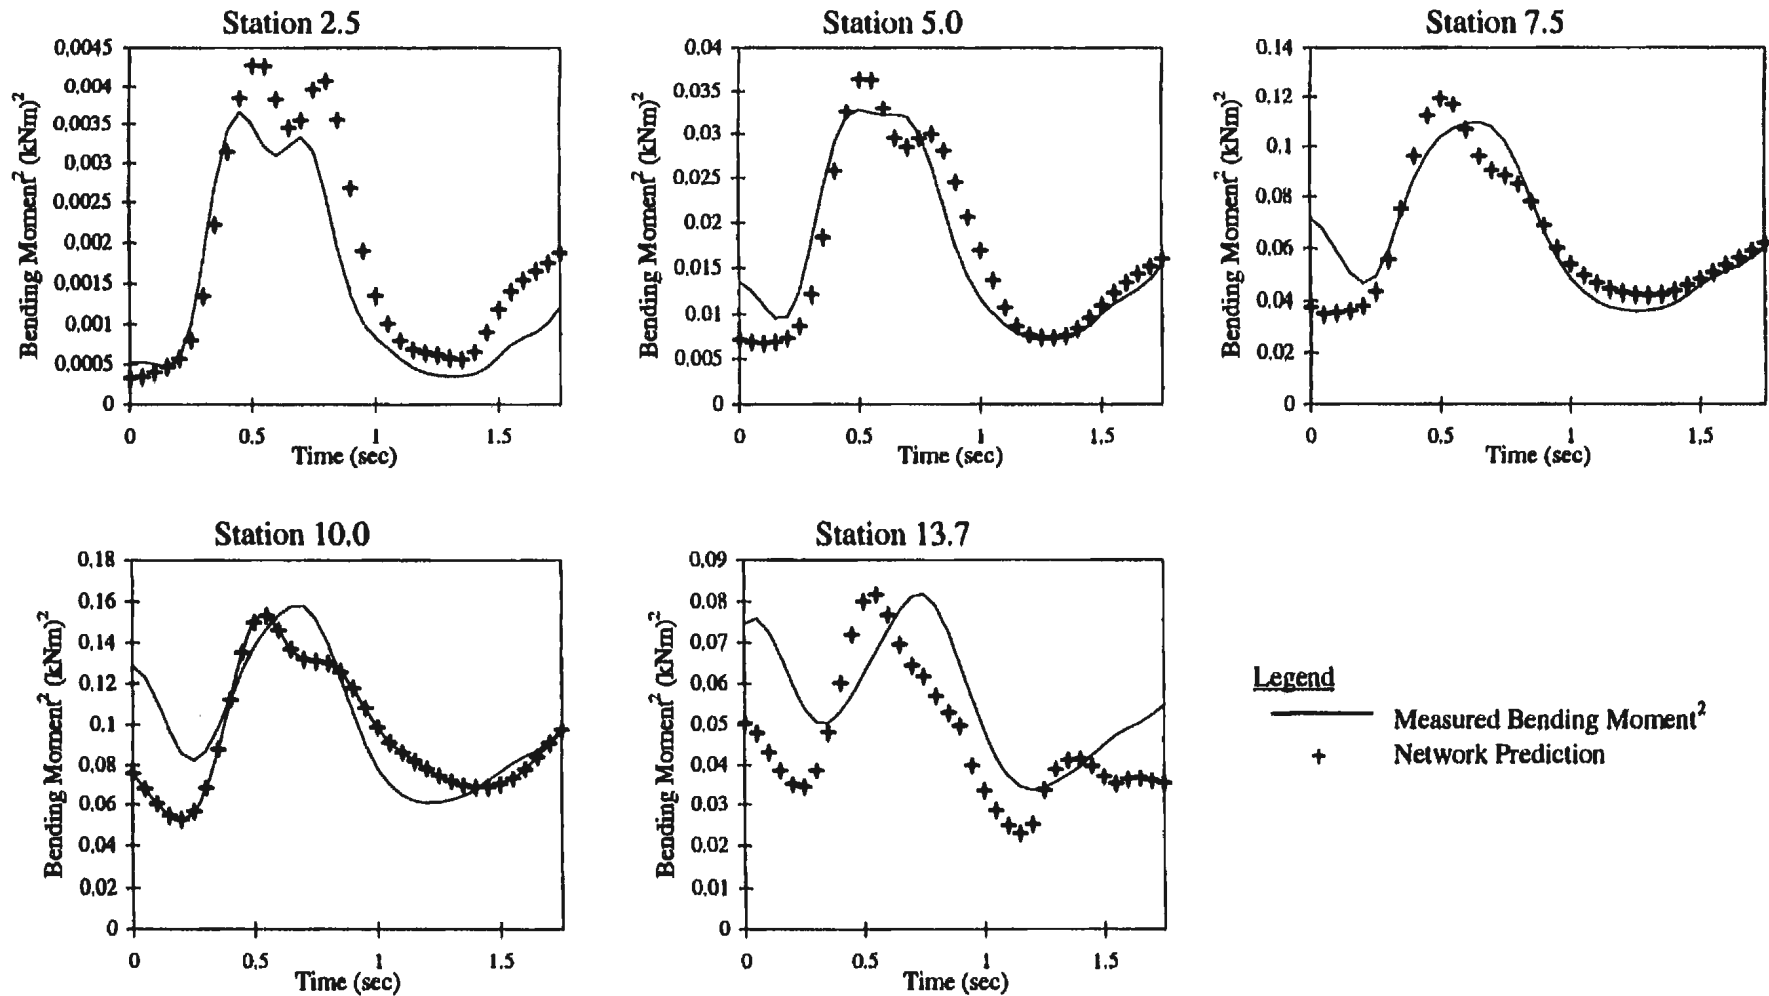 Station 2.5
0,0045
0.004
0,0035
0,003
0.0025
0.002
0.0015
0.001
0.0005
0
Bending Moment² (kNm)²
0 0.5 1 1.5
Time (sec)
Station 5.0
0.04
0.035
0.03
0.025
0.02
0.015
0.01
0.005
0
Bending Moment² (kNm)²
0 0.5 1 1.5
Time (sec)
Station 7.5
0.14
0.12
0.1
0.08
0.06
0.04
0.02
0
Bending Moment² (kNm)²
0 0.5 1 1,5
Time (sec)
Station 10.0
0.18
0.16
0.14
0.12
0.1
0.08
0.06
0.04
0.02
0
Bending Moment² (kNm)²
0 0.5 1 1.5
Time (sec)
Station 13.7
0,09
0.08
0.07
0.06
0.05
0.04
0.03
0.02
0.01
0
Bending Moment² (kNm)²
0 0.5 1 1.5
Time (sec)
Legend
Measured Bending Moment²
Network Prediction